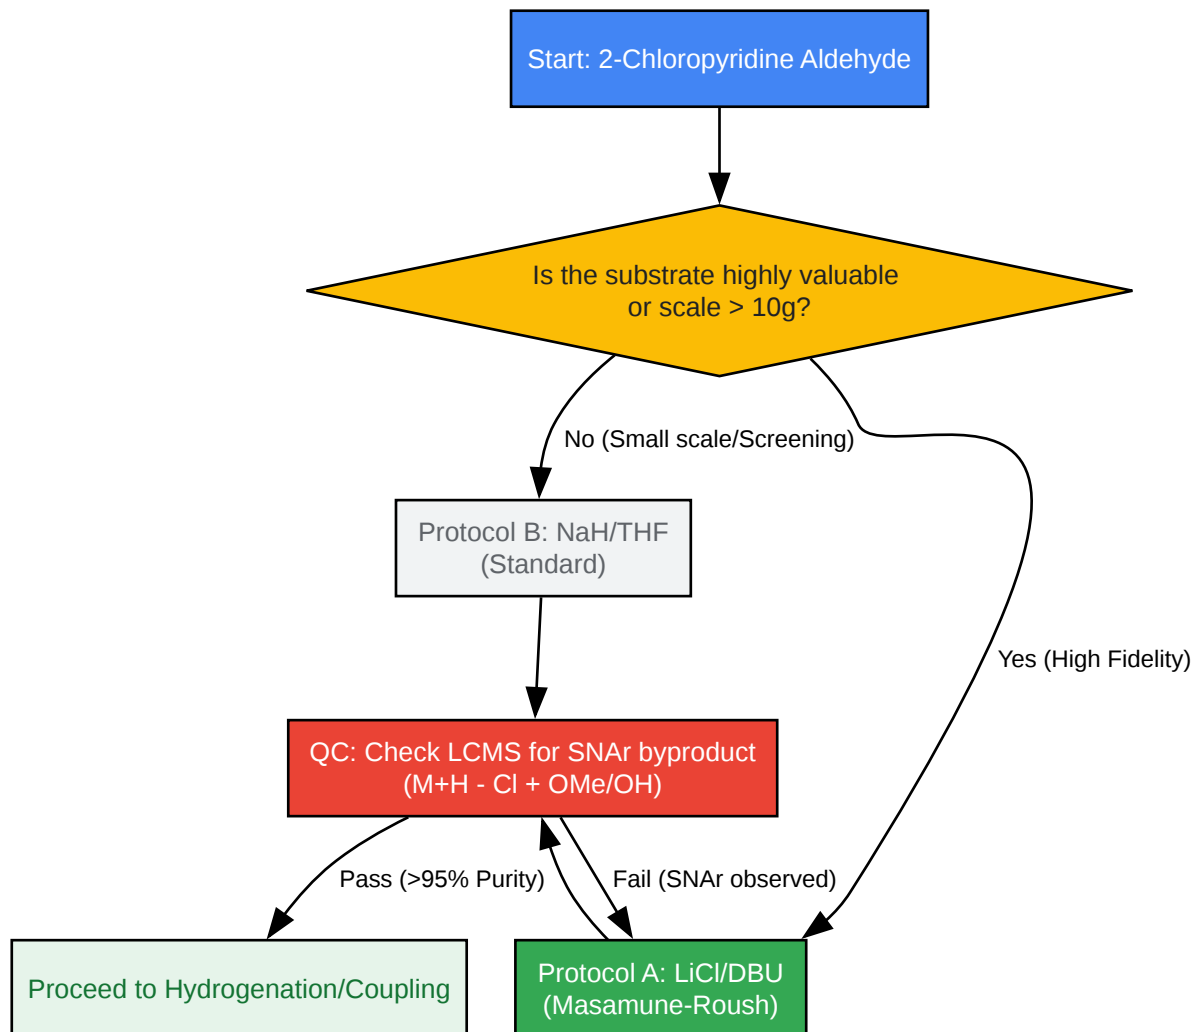 Start: 2-Chloropyridine Aldehyde
Is the substrate highly valuable
or scale > 10g?
No (Small scale/Screening)
Protocol B: NaH/THF
(Standard)
Yes (High Fidelity)
QC: Check LCMS for SNAr byproduct
(M+H - Cl + OMe/OH)
Pass (>95% Purity)
Fail (SNAr observed)
Proceed to Hydrogenation/Coupling
Protocol A: LiCl/DBU
(Masamune-Roush)